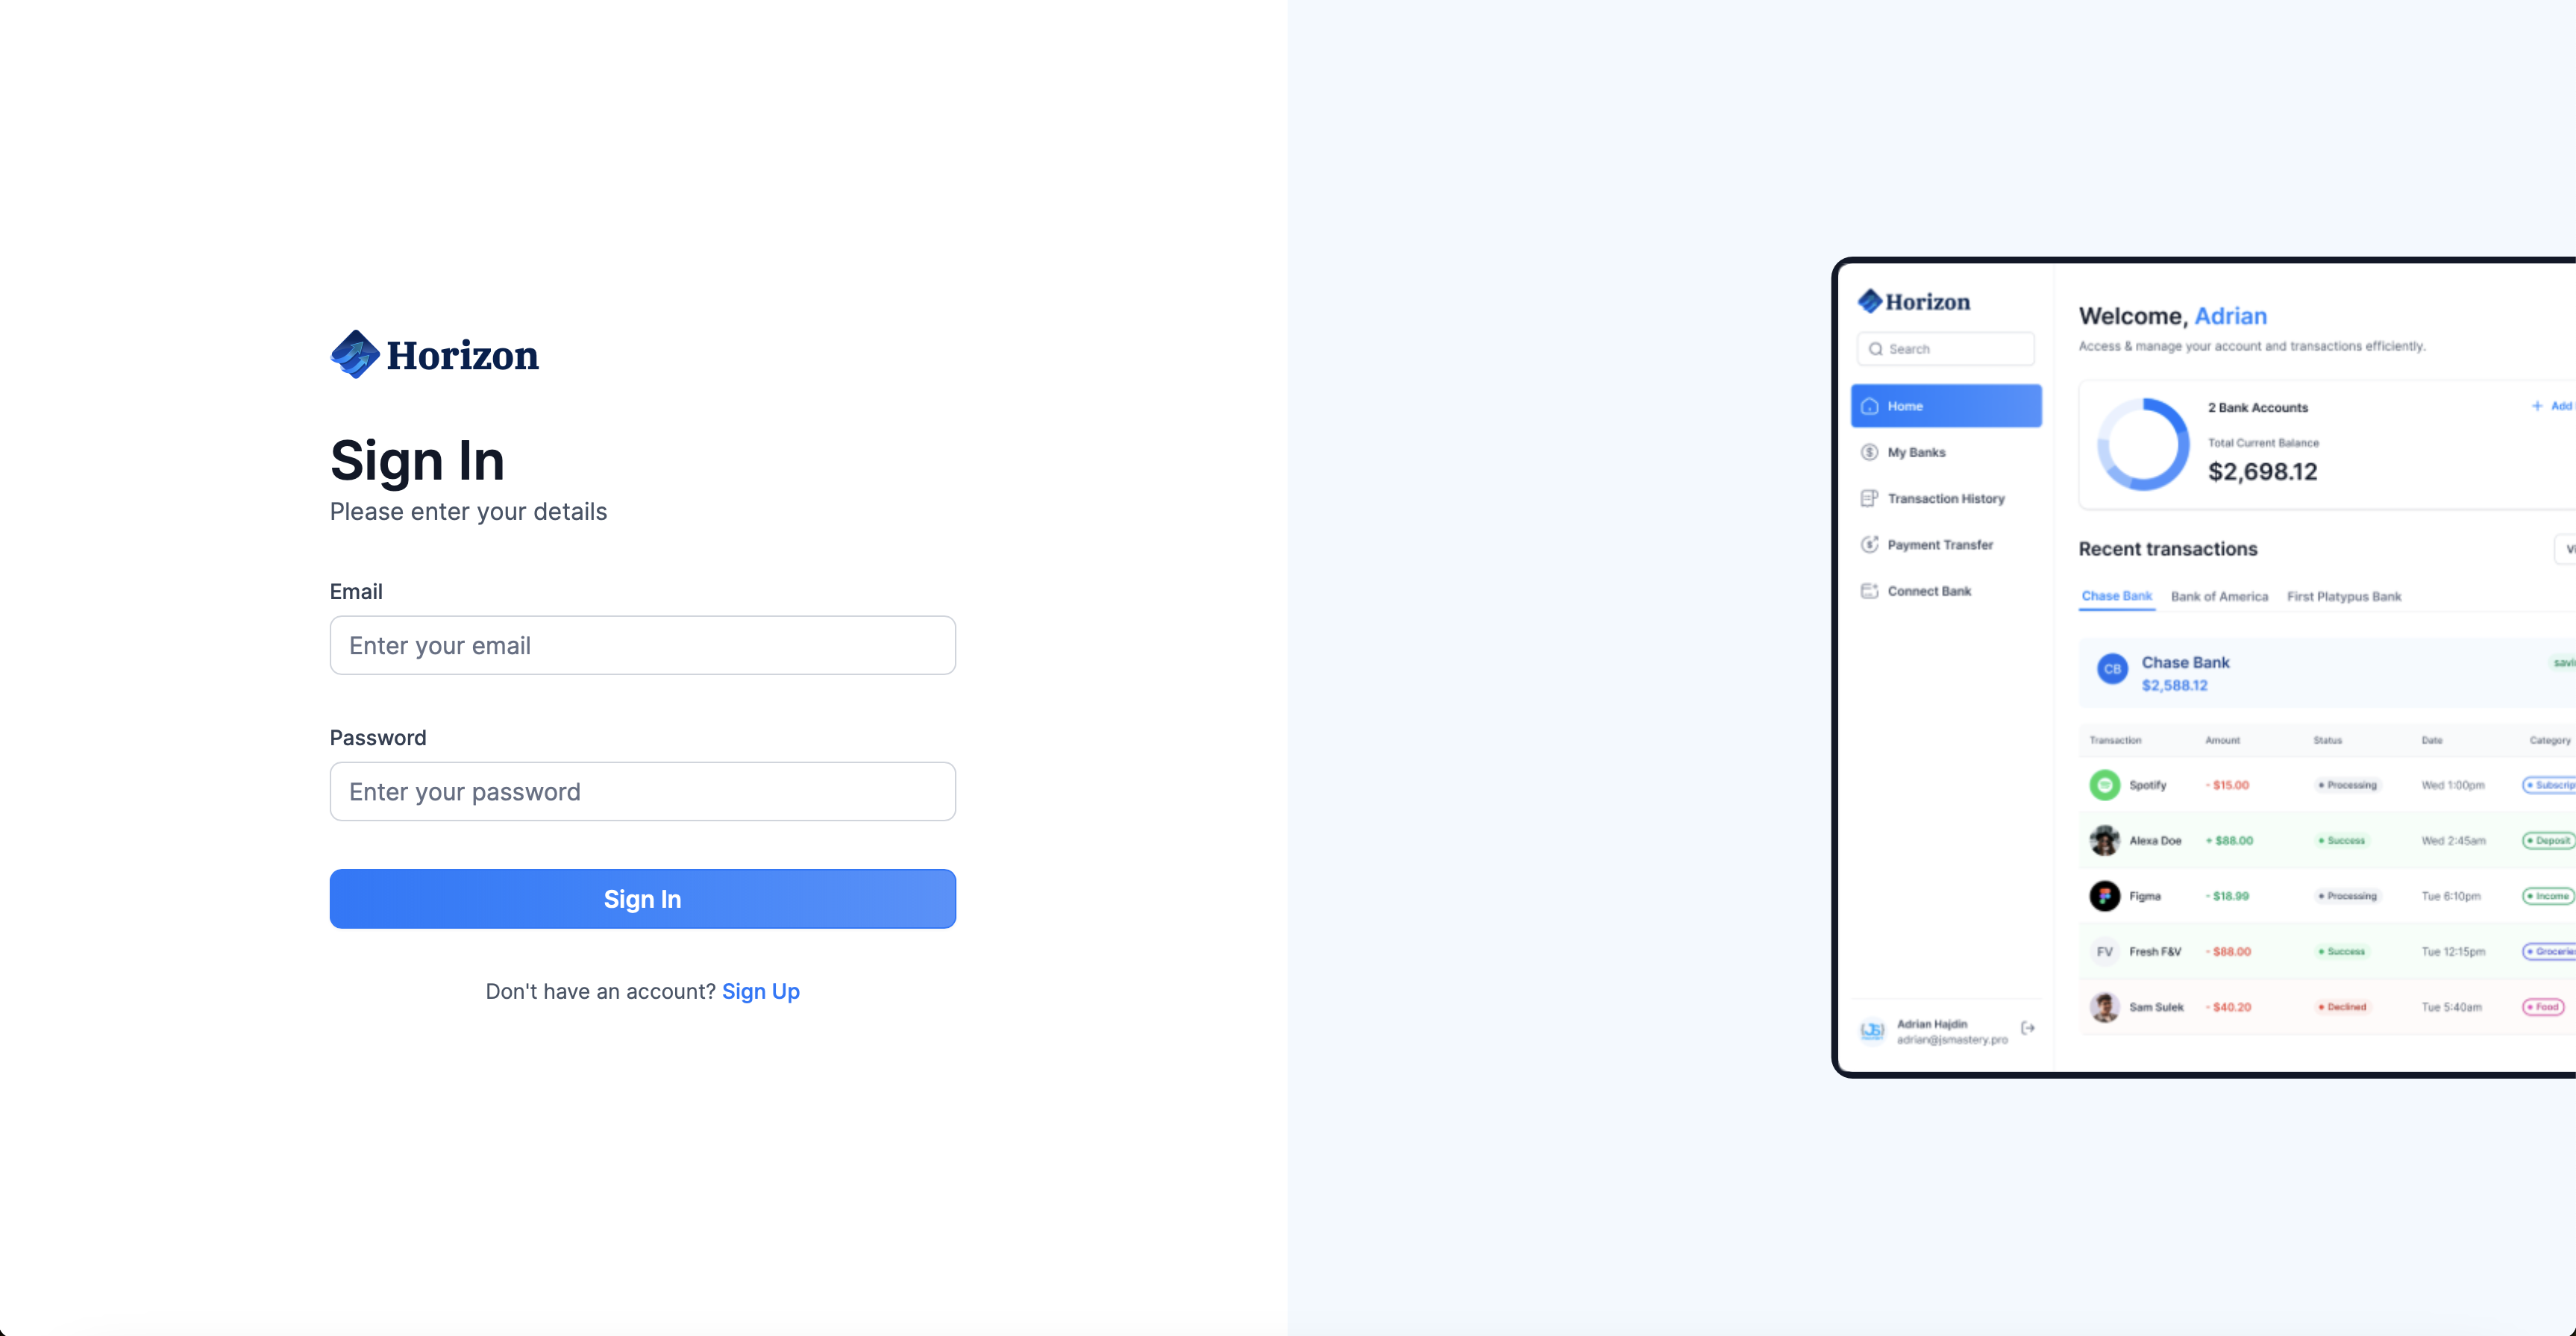 Horizon
Sign In
Please enter your details
Email
Enter your email
Password
Enter your password
Sign In
Don't have an account? Sign Up
Horizon
Search
Home
My Banks
Transaction History
Payment Transfer
Connect Bank
Adrian Hajdin
adrian@jsmastery.pro
Welcome, Adrian
Access & manage your account and transactions efficiently.
2 Bank Accounts
+ Add
Total Current Balance
$2,698.12
Recent transactions
Chase Bank Bank of America First Platypus Bank
CB Chase Bank
$2,588.12
Transaction Amount Status Date Category
Spotify - $15.00 Processing Wed 1:00pm
Alexa Doe + $88.00 Success Wed 2:45am Deposit
Figma - $18.99 Processing Tue 6:10pm Income
FV Fresh F&V - $88.00 Success Tue 12:15pm
Sam Sulek - $40.20 Declined Tue 5:40am Food